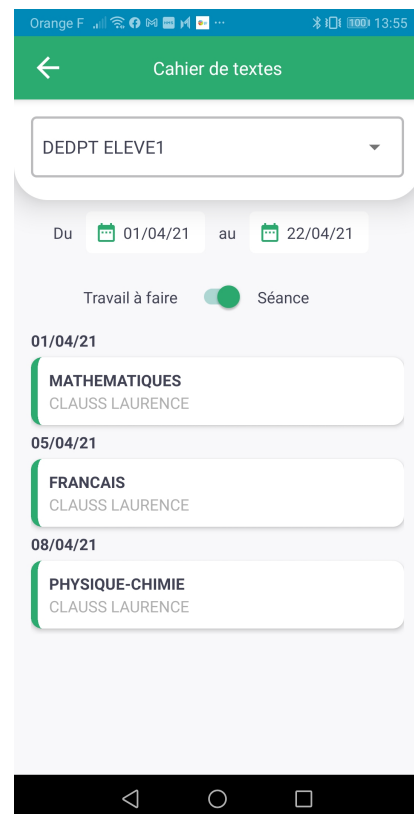 Orange F ... 100 13:55
Cahier de textes
DEDPT ELEVE1
Du 01/04/21 au 22/04/21
Travail à faire Séance
01/04/21
MATHEMATIQUES
CLAUSS LAURENCE
05/04/21
FRANCAIS
CLAUSS LAURENCE
08/04/21
PHYSIQUE-CHIMIE
CLAUSS LAURENCE